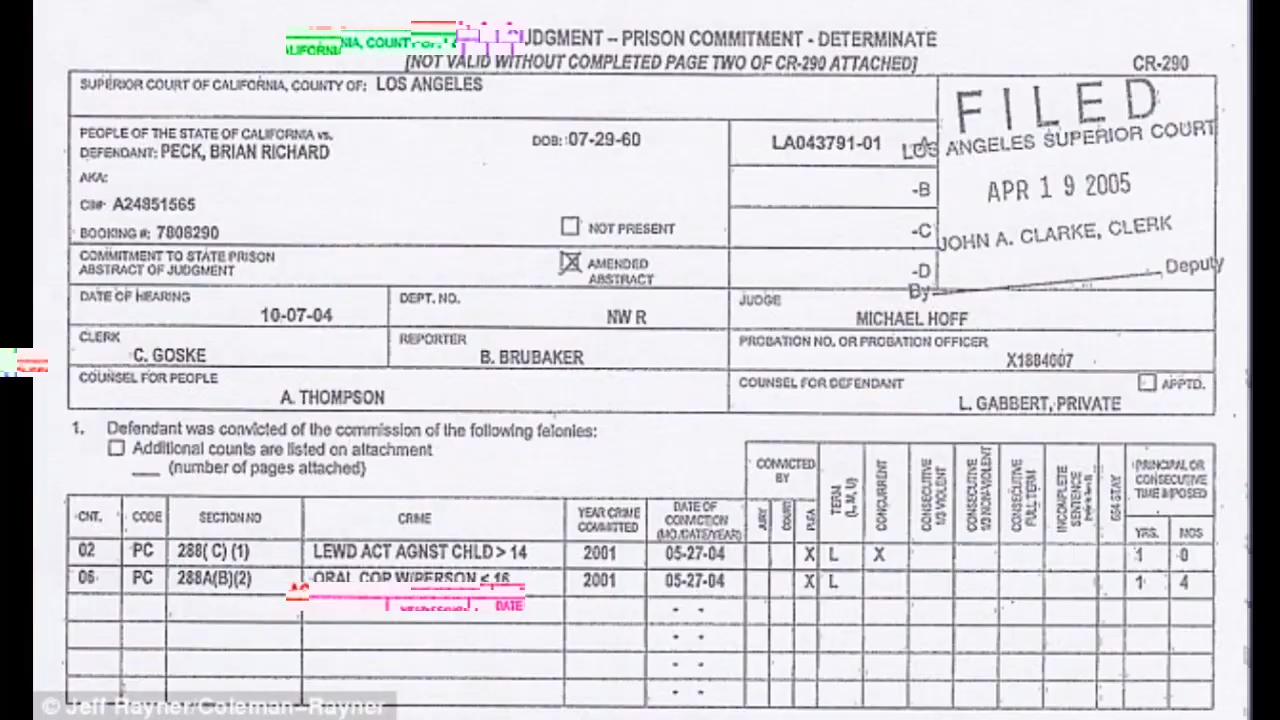 NIA, COUNTY OF
ALIFORNIA
JUDGMENT – PRISON COMMITMENT - DETERMINATE
[NOT VALID WITHOUT COMPLETED PAGE TWO OF CR-290 ATTACHED]
CR-290
SUPERIOR COURT OF CALIFORNIA, COUNTY OF: LOS ANGELES
FILED
LOS ANGELES SUPERIOR COURT
APR 19 2005
JOHN A. CLARKE, CLERK
By Deputy
PEOPLE OF THE STATE OF CALIFORNIA vs.
DOB: 07-29-60
LA043791-01 -A
DEFENDANT: PECK, BRIAN RICHARD
AKA:
-B
CII#: A24851565
BOOKING #: 7808290
NOT PRESENT
-C
COMMITMENT TO STATE PRISON
ABSTRACT OF JUDGMENT
AMENDED
ABSTRACT
-D
DATE OF HEARING
10-07-04
DEPT. NO.
NW R
JUDGE
MICHAEL HOFF
CLERK
C. GOSKE
REPORTER
B. BRUBAKER
PROBATION NO. OR PROBATION OFFICER
X1884607
COUNSEL FOR PEOPLE
A. THOMPSON
COUNSEL FOR DEFENDANT
APPTD.
L. GABBERT, PRIVATE
1. Defendant was convicted of the commission of the following felonies:
Additional counts are listed on attachment
(number of pages attached)
CNT.
CODE
SECTION NO
CRIME
YEAR CRIME
COMMITTED
DATE OF
CONVICTION
(MO./DATE/YEAR)
CONVICTED
BY
JURY
COURT
PLEA
TERM
(L, M, U)
CONCURRENT
CONSECUTIVE
1/3 VIOLENT
CONSECUTIVE
1/3 NON-VIOLENT
CONSECUTIVE
FULL TERM
INCOMPLETE
SENTENCE
654 STAY
PRINCIPAL OR
CONSECUTIVE
TIME IMPOSED
YRS. MOS
02 PC 288( C) (1) LEWD ACT AGNST CHLD > 14 2001 05-27-04 X L X 1 0
06 PC 288A(B)(2) ORAL COP W/PERSON < 16 2001 05-27-04 X L 1 4
DATE
- -
- -
- -
- -
© Jeff Rayner/Coleman-Rayner